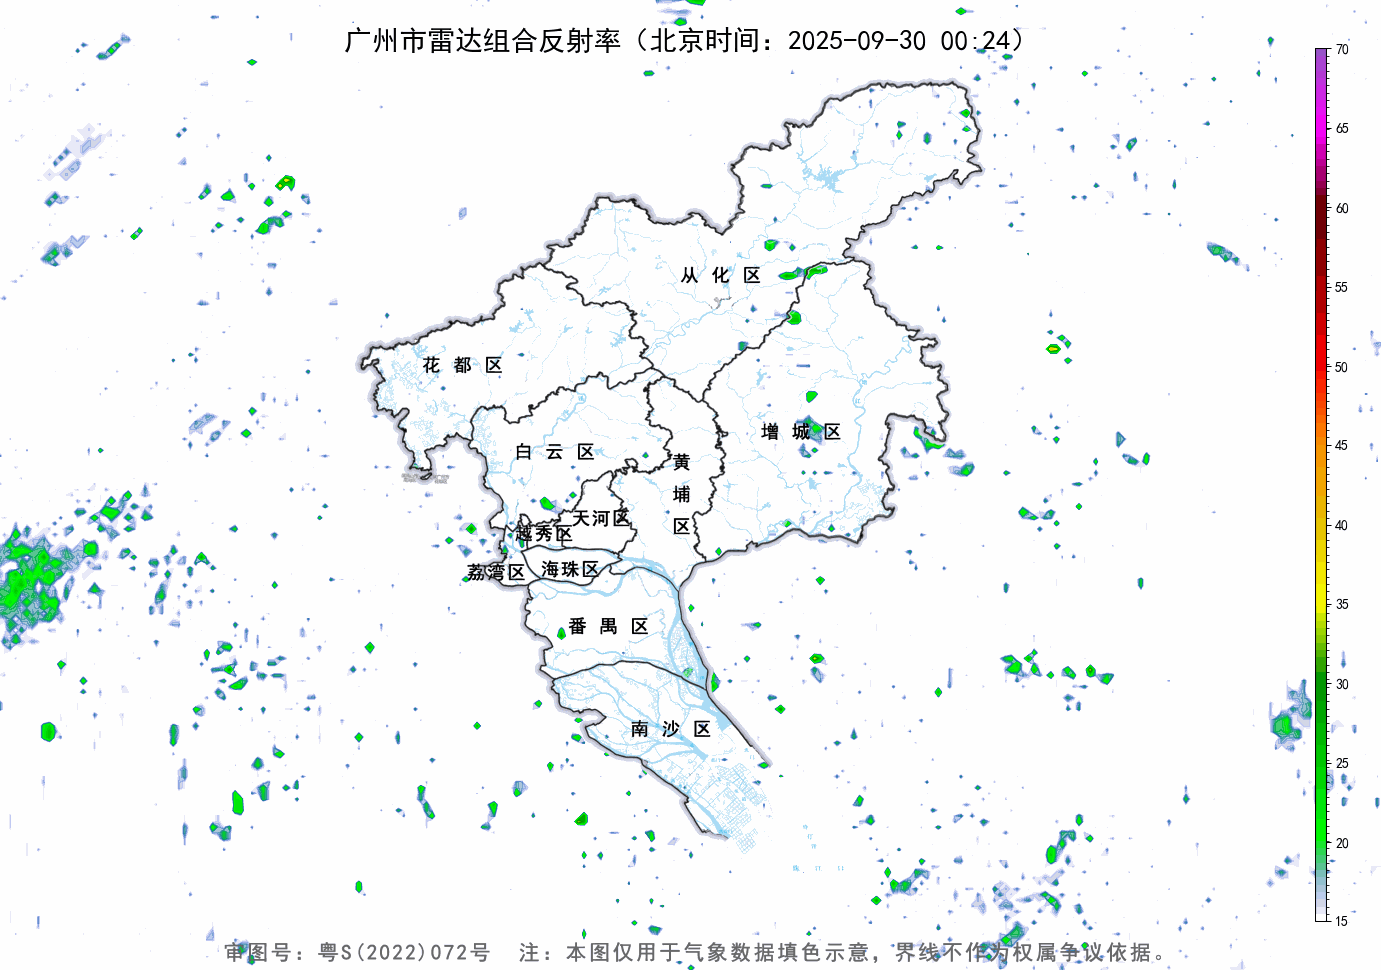 广州市雷达组合反射率（北京时间：2025-09-30 00:24）
70
65
60
55
50
45
40
35
30
25
20
15
从化区
花都区
增城区
白云区
黄埔区
天河区
越秀区
荔湾区
海珠区
番禺区
南沙区
审图号：粤S(2022)072号 注：本图仅用于气象数据填色示意，界线不作为权属争议依据。